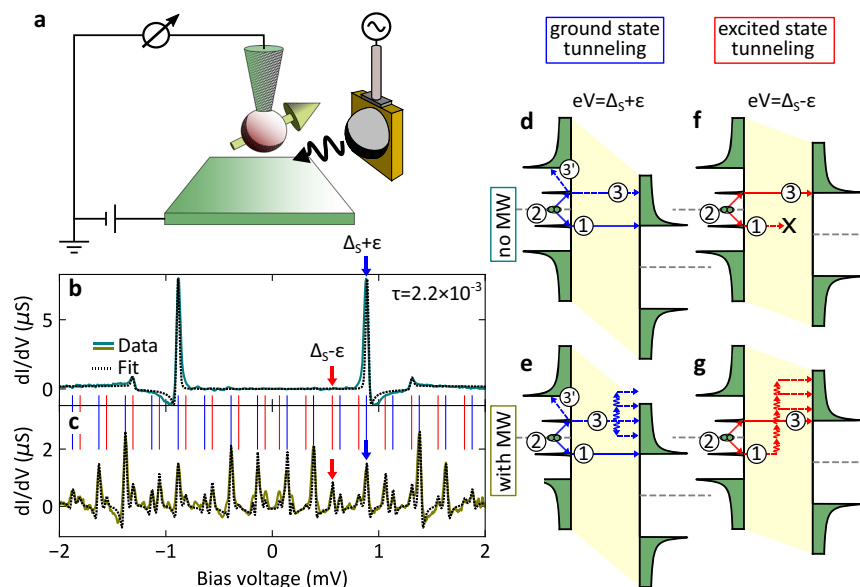 a
ground state
tunneling
excited state
tunneling
eV=Δ_S+ε
eV=Δ_S-ε
d
3'
3
2
1
no MW
f
3
2
1
X
Δ_S+ε
b
τ=2.2×10⁻³
dI/dV (μS)
5
0
Data
Fit
Δ_S-ε
c
dI/dV (μS)
2
0
−2
−1
0
1
2
Bias voltage (mV)
e
3'
3
2
1
with MW
g
3
2
1